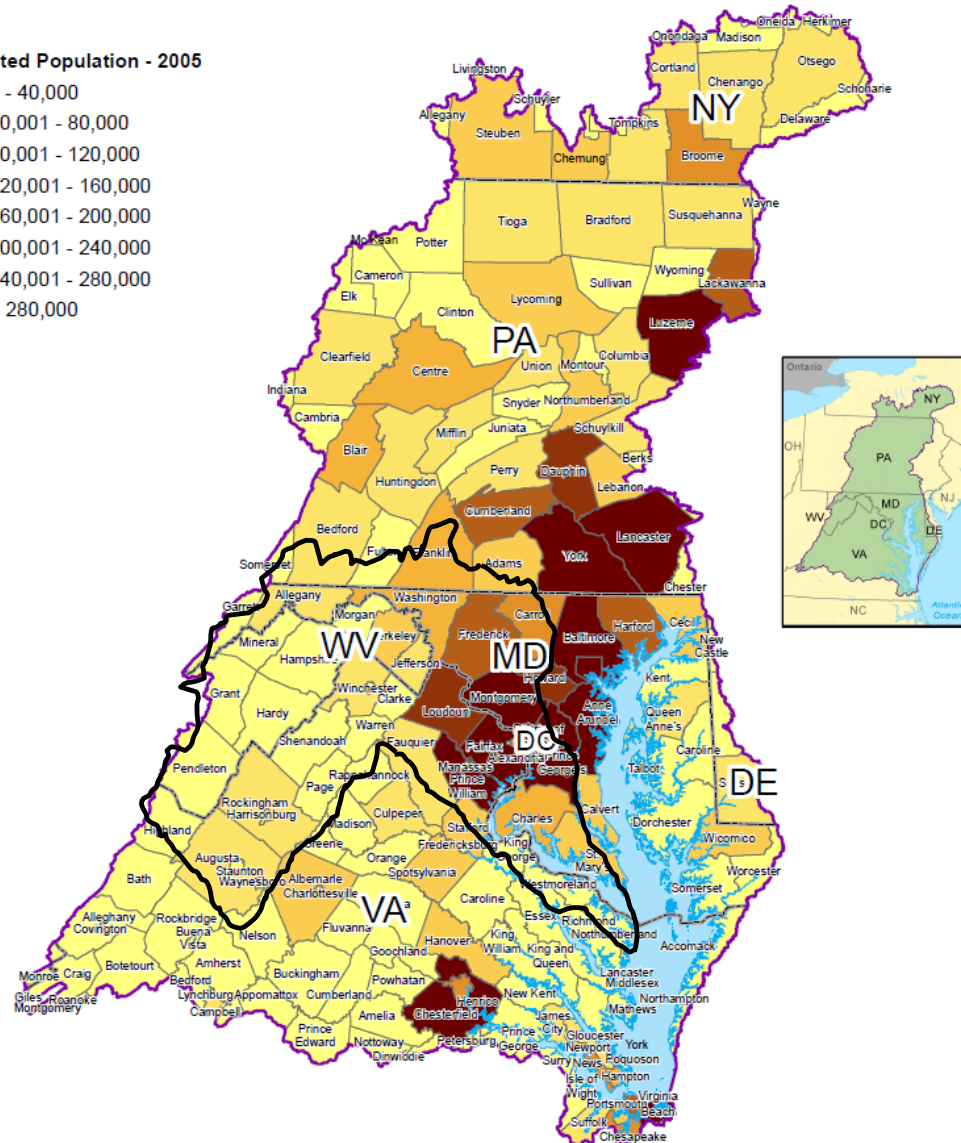 ted Population - 2005
- 40,000
0,001 - 80,000
0,001 - 120,000
20,001 - 160,000
60,001 - 200,000
00,001 - 240,000
40,001 - 280,000
280,000
Oneida
Herkimer
Onondaga
Madison
Otsego
Cortland
Livingston
Chenango
Schoharie
Schuyler
NY
Allegany
Steuben
Tompkins
Delaware
Chemung
Broome
Wayne
Tioga
Bradford
Susquehanna
McKean
Potter
Cameron
Wyoming
Sullivan
Lackawanna
Elk
Lycoming
Clinton
Luzerne
PA
Clearfield
Centre
Union
Montour
Columbia
Indiana
Snyder
Northumberland
Cambria
Mifflin
Juniata
Schuylkill
Blair
Perry
Dauphin
Berks
Huntingdon
Lebanon
Cumberland
Bedford
Lancaster
Fulton
Franklin
York
Somerset
Adams
Chester
Allegany
Washington
Garrett
Morgan
Carro
Harford
Cecil
Mineral
WV
erkeley
Frederick
Baltimore
New
Castle
Hampshire
Jefferson
MD
Howard
Kent
Grant
Winchester
Clarke
Montgomery
Anne
Arundel
Queen
Anne's
Hardy
Loudoun
Warren
Shenandoah
Fauquier
Fairfax
DC
Alexandria
Prince
George's
Caroline
Pendleton
Manassas
Prince
William
Talbot
DE
Page
Rappahannock
Rockingham
Harrisonburg
Culpeper
Charles
Calvert
Dorchester
Highland
Madison
Stafford
Wicomico
Greene
Fredericksburg
King
George
Augusta
Staunton
Waynesboro
Orange
St.
Mary's
Worcester
Bath
Spotsylvania
Albemarle
Charlottesville
Westmoreland
Somerset
VA
a
Caroline
Alleghany
Covington
Rockbridge
Buena
Vista
Nelson
Fluvanna
Essex
Richmond
Northumberland
Hanover
King
William
King and
Queen
Accomack
Goochland
Monroe
Craig
Botetourt
Amherst
Buckingham
Powhatan
Lancaster
Middlesex
Bedford
Giles
Montgomery
Roanoke
Lynchburg
Campbell
Appomattox
Cumberland
Henrico
New Kent
Northampton
Mathews
Chesterfield
Amelia
James
City
Prince
Edward
Nottoway
Petersburg
Prince
George
Gloucester
York
Dinwiddie
Surry
Newport
News
Poquoson
Isle of
Wight
Hampton
Portsmouth
Virginia
Beach
Suffolk
Chesapeake
Ontario
NY
OH
PA
NJ
MD
WV
DC
DE
VA
NC
Atlantic
Ocean